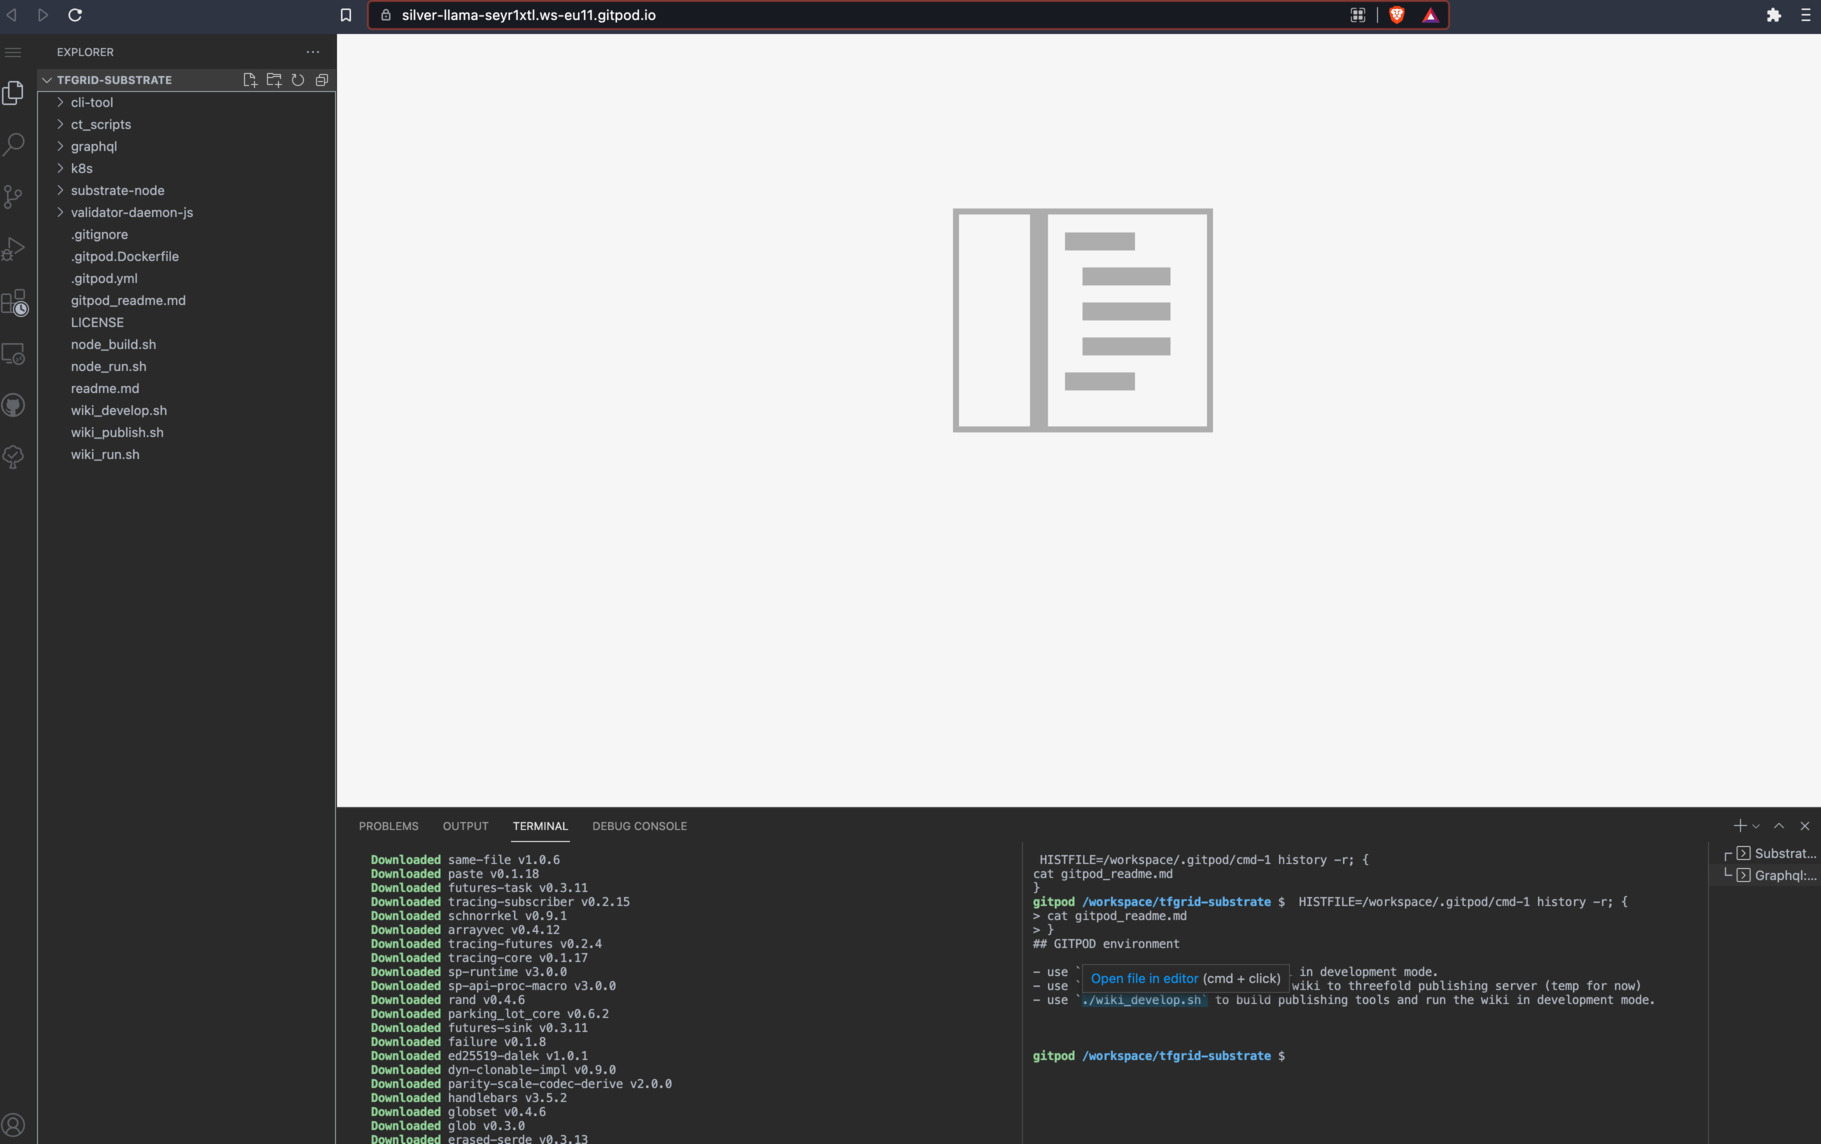 silver-llama-seyr1xtl.ws-eu11.gitpod.io
EXPLORER
TFGRID-SUBSTRATE
cli-tool
ct_scripts
graphql
k8s
substrate-node
validator-daemon-js
.gitignore
.gitpod.Dockerfile
.gitpod.yml
gitpod_readme.md
LICENSE
node_build.sh
node_run.sh
readme.md
wiki_develop.sh
wiki_publish.sh
wiki_run.sh
PROBLEMS OUTPUT TERMINAL DEBUG CONSOLE
Downloaded same-file v1.0.6
Downloaded paste v0.1.18
Downloaded futures-task v0.3.11
Downloaded tracing-subscriber v0.2.15
Downloaded schnorrkel v0.9.1
Downloaded arrayvec v0.4.12
Downloaded tracing-futures v0.2.4
Downloaded tracing-core v0.1.17
Downloaded sp-runtime v3.0.0
Downloaded sp-api-proc-macro v3.0.0
Downloaded rand v0.4.6
Downloaded parking_lot_core v0.6.2
Downloaded futures-sink v0.3.11
Downloaded failure v0.1.8
Downloaded ed25519-dalek v1.0.1
Downloaded dyn-clonable-impl v0.9.0
Downloaded parity-scale-codec-derive v2.0.0
Downloaded handlebars v3.5.2
Downloaded globset v0.4.6
Downloaded glob v0.3.0
Downloaded erased-serde v0.3.13
HISTFILE=/workspace/.gitpod/cmd-1 history -r; {
cat gitpod_readme.md
}
gitpod /workspace/tfgrid-substrate $  HISTFILE=/workspace/.gitpod/cmd-1 history -r; {
> cat gitpod_readme.md
> }
## GITPOD environment
- use ` in development mode.
Open file in editor (cmd + click)
- use ` wiki to threefold publishing server (temp for now)
- use `./wiki_develop.sh` to build publishing tools and run the wiki in development mode.
gitpod /workspace/tfgrid-substrate $
Substrat...
Graphql:...